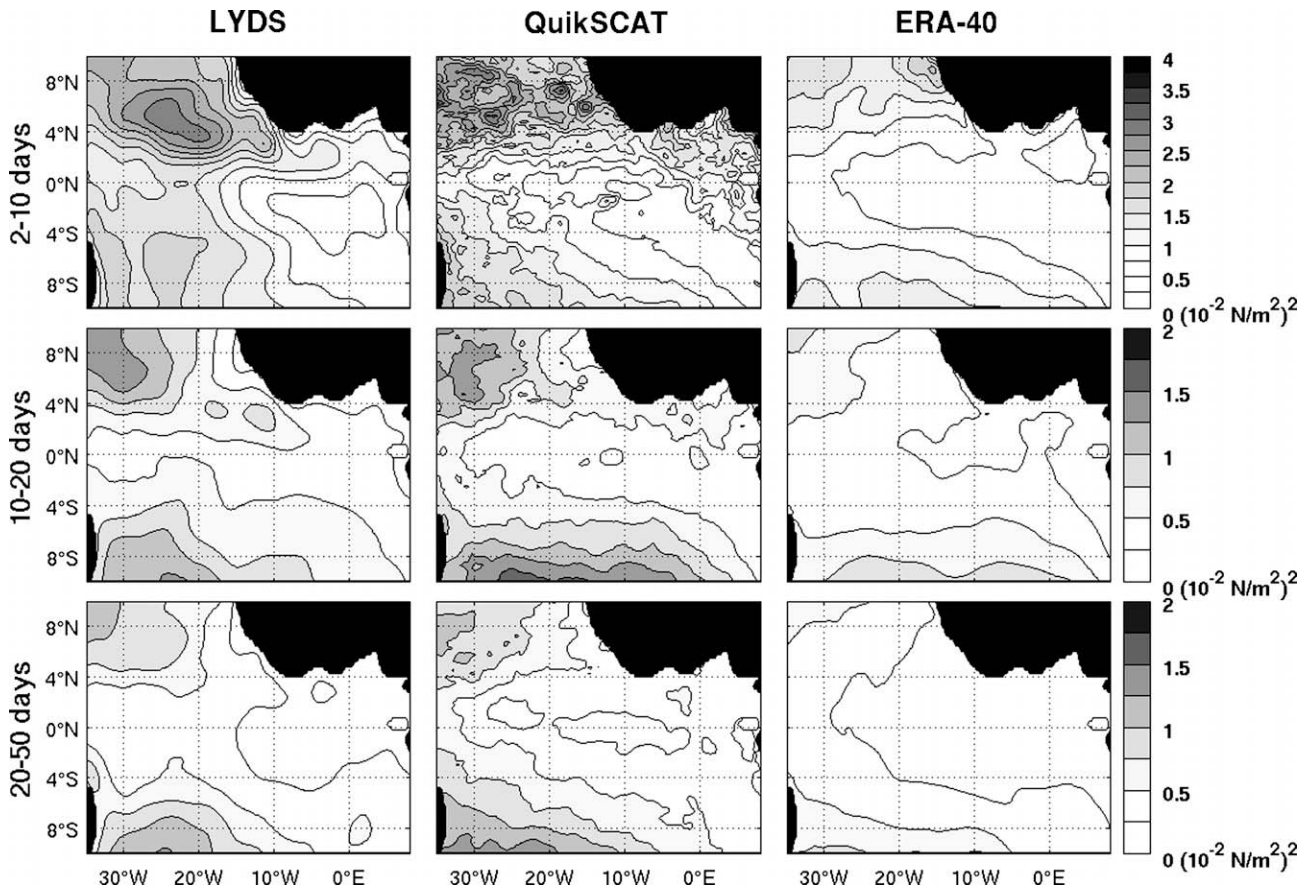 LYDS QuikSCAT ERA-40
2-10 days
8°N
4°N
0°N
4°S
8°S
4
3.5
3
2.5
2
1.5
1
0.5
0 (10⁻² N/m²)²
10-20 days
8°N
4°N
0°N
4°S
8°S
2
1.5
1
0.5
0 (10⁻² N/m²)²
20-50 days
8°N
4°N
0°N
4°S
8°S
2
1.5
1
0.5
0 (10⁻² N/m²)²
30°W 20°W 10°W 0°E 30°W 20°W 10°W 0°E 30°W 20°W 10°W 0°E